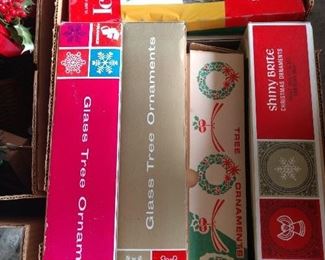 Glass Tree Ornam
Glass Tree Ornaments
TREE ORNAMENTS
Shiny Brite
CHRISTMAS ORNAMENTS